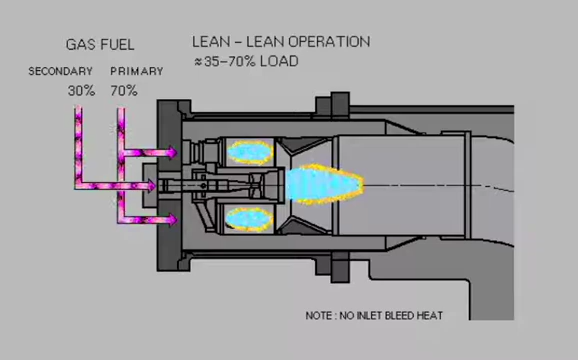 GAS FUEL
LEAN – LEAN OPERATION
≈35–70% LOAD
SECONDARY PRIMARY
30% 70%
NOTE : NO INLET BLEED HEAT